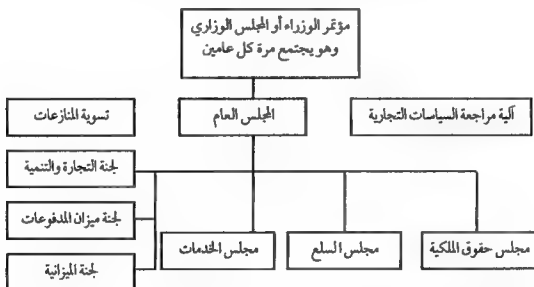 مؤتمر الوزراء أو المجلس الوزاري
وهو يجتمع مرة كل عامين
آلية مراجعة السياسات التجارية
المجلس العام
تسوية المنازعات
لجنة التجارة والتنمية
لجنة ميزان المدفوعات
مجلس حقوق الملكية
مجلس السلع
مجلس الخدمات
لجنة الميزانية